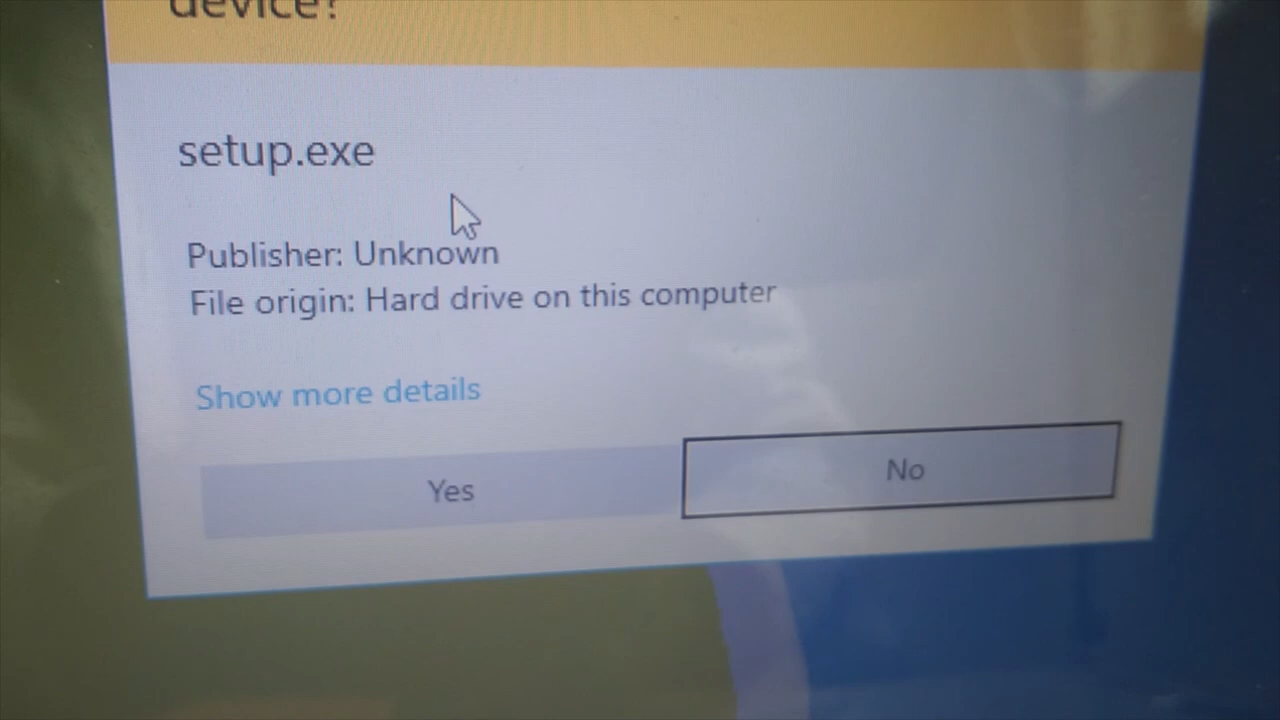 device?
setup.exe
Publisher: Unknown
File origin: Hard drive on this computer
Show more details
Yes
No